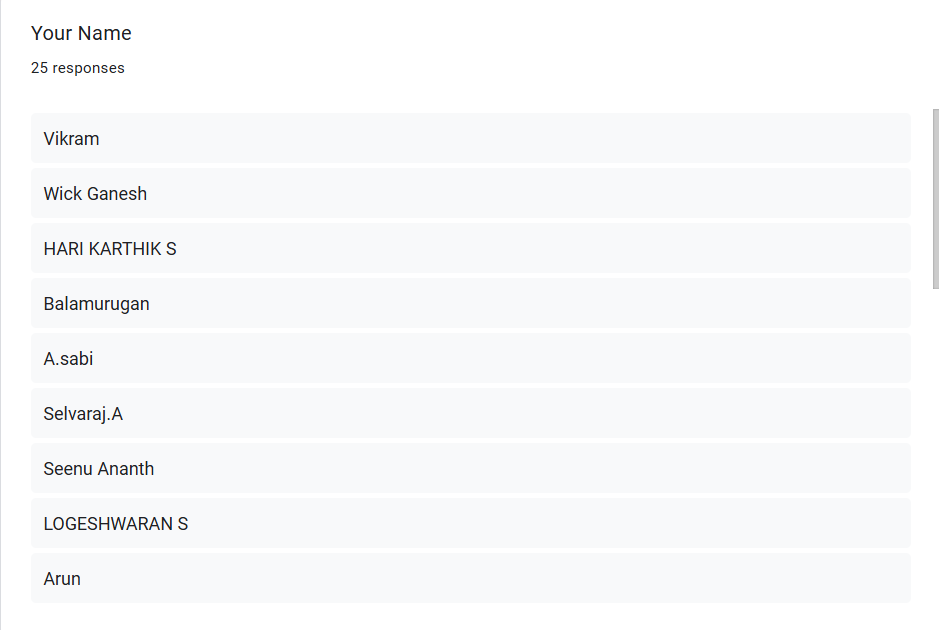 Your Name
25 responses
Vikram
Wick Ganesh
HARI KARTHIK S
Balamurugan
A.sabi
Selvaraj.A
Seenu Ananth
LOGESHWARAN S
Arun